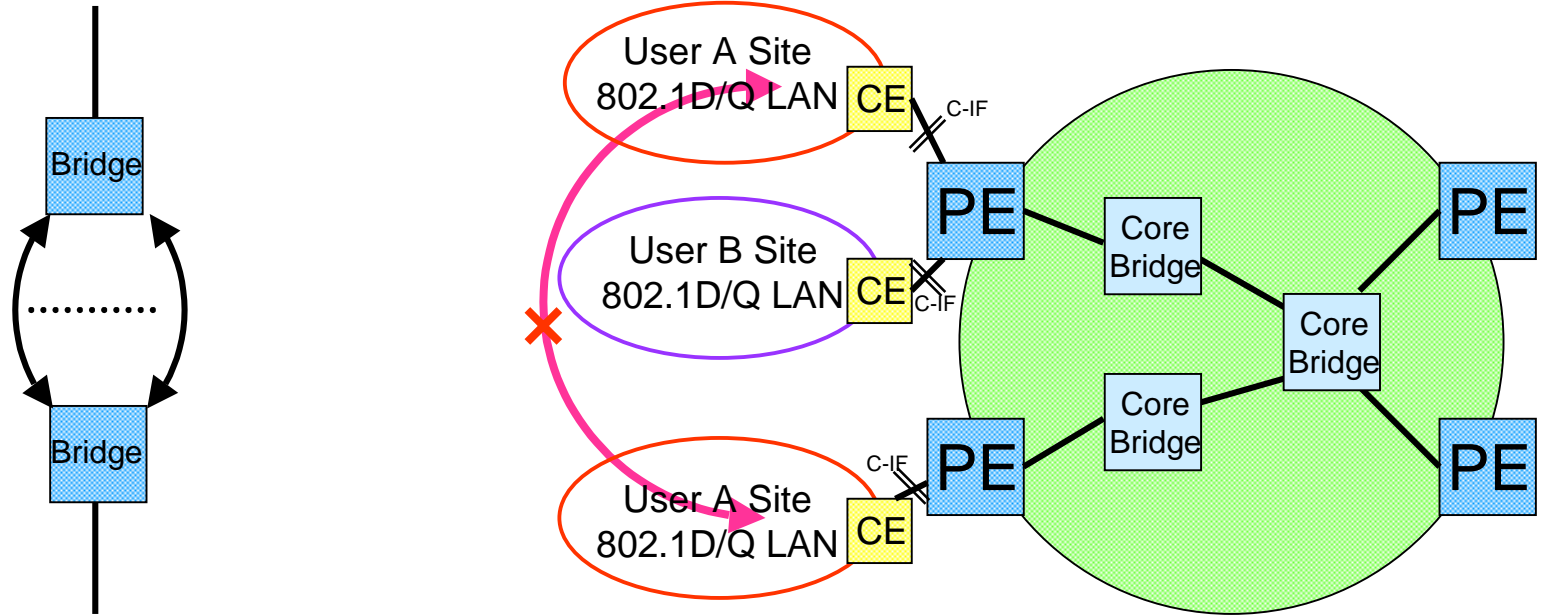 Bridge
Bridge
User A Site
802.1D/Q LAN
CE
C-IF
User B Site
802.1D/Q LAN
CE
C-IF
User A Site
802.1D/Q LAN
CE
C-IF
PE
PE
Core
Bridge
Core
Bridge
Core
Bridge
PE
PE